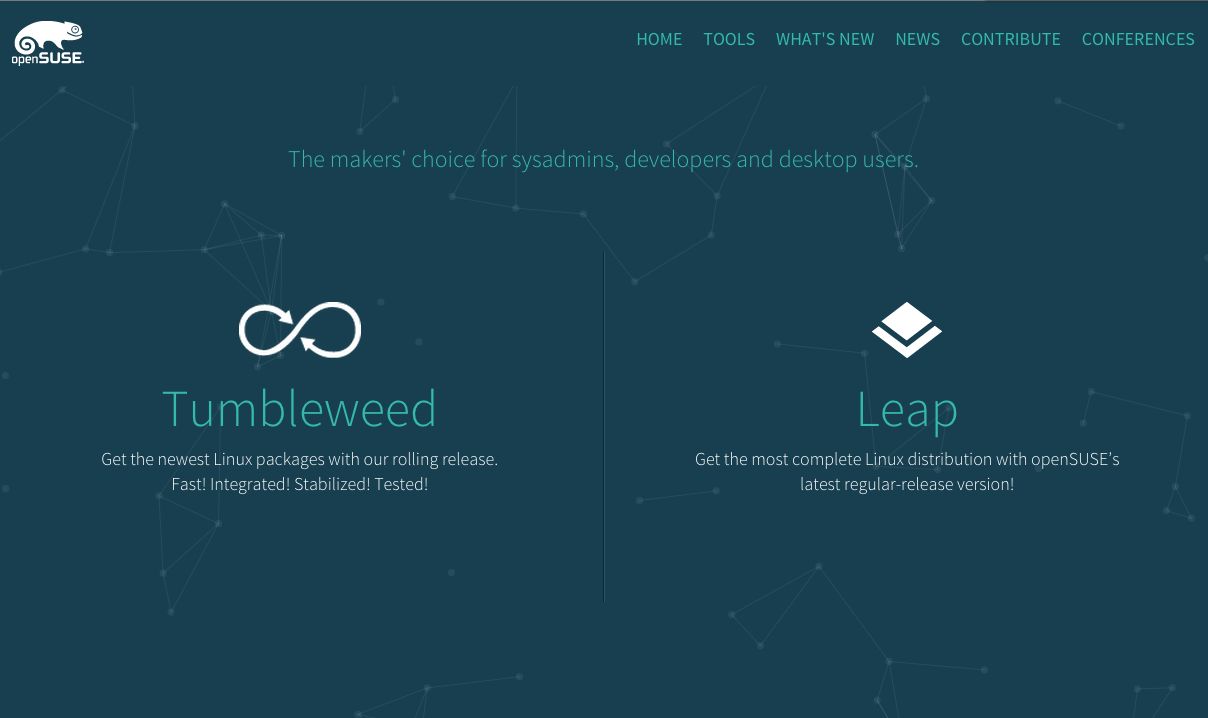 openSUSE.
HOME TOOLS WHAT'S NEW NEWS CONTRIBUTE CONFERENCES
The makers' choice for sysadmins, developers and desktop users.
Tumbleweed
Get the newest Linux packages with our rolling release.
Fast! Integrated! Stabilized! Tested!
Leap
Get the most complete Linux distribution with openSUSE’s
latest regular-release version!